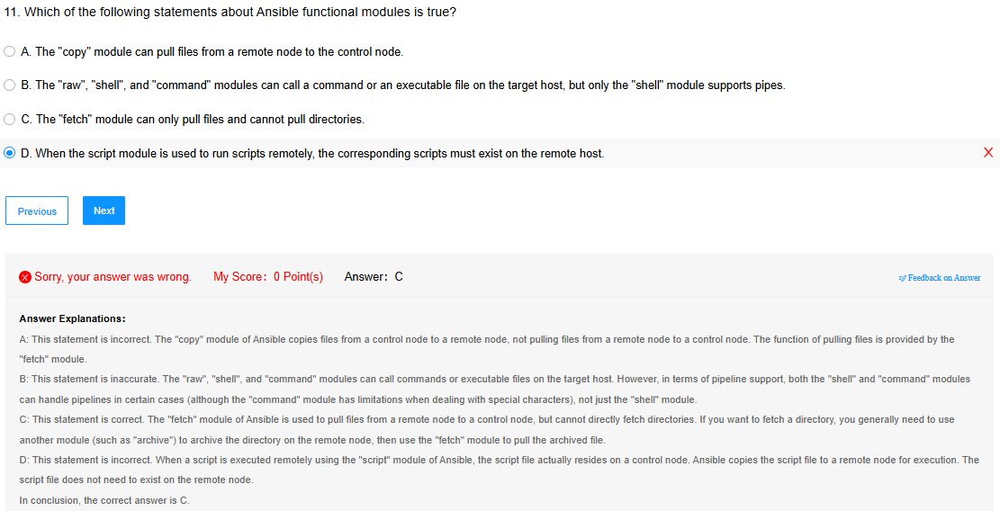 11. Which of the following statements about Ansible functional modules is true?
A. The "copy" module can pull files from a remote node to the control node.
B. The "raw", "shell", and "command" modules can call a command or an executable file on the target host, but only the "shell" module supports pipes.
C. The "fetch" module can only pull files and cannot pull directories.
D. When the script module is used to run scripts remotely, the corresponding scripts must exist on the remote host.
Previous Next
Sorry, your answer was wrong. My Score: 0 Point(s) Answer: C Feedback on Answer
Answer Explanations:
A: This statement is incorrect. The "copy" module of Ansible copies files from a control node to a remote node, not pulling files from a remote node to a control node. The function of pulling files is provided by the
"fetch" module.
B: This statement is inaccurate. The "raw", "shell", and "command" modules can call commands or executable files on the target host. However, in terms of pipeline support, both the "shell" and "command" modules
can handle pipelines in certain cases (although the "command" module has limitations when dealing with special characters), not just the "shell" module.
C: This statement is correct. The "fetch" module of Ansible is used to pull files from a remote node to a control node, but cannot directly fetch directories. If you want to fetch a directory, you generally need to use
another module (such as "archive") to archive the directory on the remote node, then use the "fetch" module to pull the archived file.
D: This statement is incorrect. When a script is executed remotely using the "script" module of Ansible, the script file actually resides on a control node. Ansible copies the script file to a remote node for execution. The
script file does not need to exist on the remote node.
In conclusion, the correct answer is C.